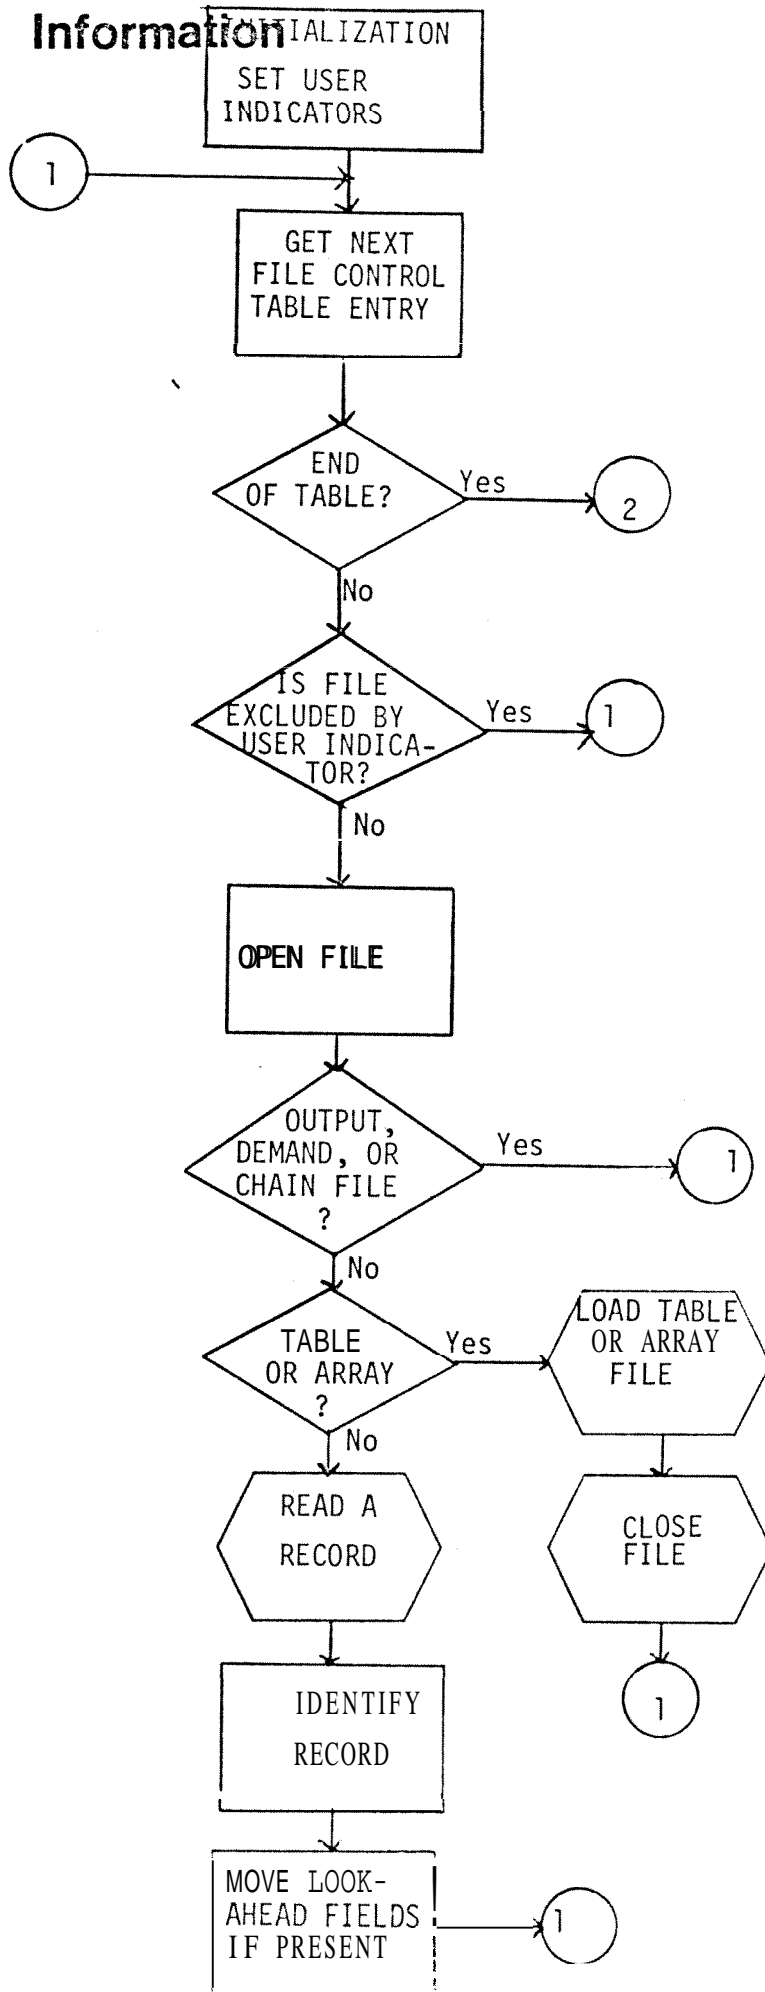 Information
INITIALIZATION
SET USER
INDICATORS
1
GET NEXT
FILE CONTROL
TABLE ENTRY
END
OF TABLE?
Yes
2
No
IS FILE
EXCLUDED BY
USER INDICA-
TOR?
Yes
1
No
OPEN FILE
OUTPUT,
DEMAND, OR
CHAIN FILE
?
Yes
1
No
TABLE
OR ARRAY
?
Yes
LOAD TABLE
OR ARRAY
FILE
No
READ A
RECORD
CLOSE
FILE
1
IDENTIFY
RECORD
MOVE LOOK-
AHEAD FIELDS
IF PRESENT
1